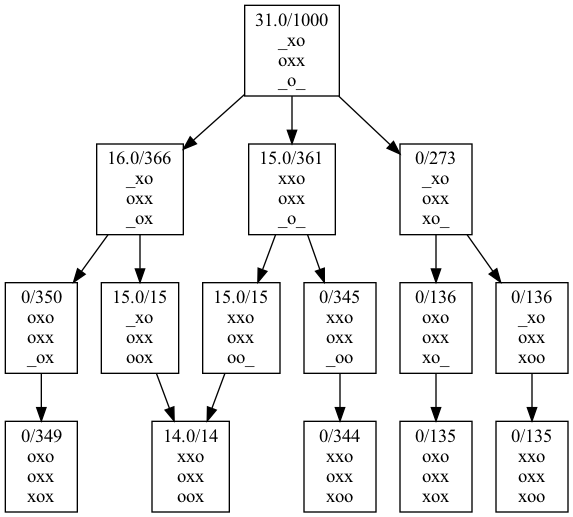 31.0/1000
_xo
oxx
_o_
16.0/366
_xo
oxx
_ox
15.0/361
xxo
oxx
_o_
0/273
_xo
oxx
xo_
0/350
oxo
oxx
_ox
15.0/15
_xo
oxx
oox
15.0/15
xxo
oxx
oo_
0/345
xxo
oxx
_oo
0/136
oxo
oxx
xo_
0/136
_xo
oxx
xoo
0/349
oxo
oxx
xox
14.0/14
xxo
oxx
oox
0/344
xxo
oxx
xoo
0/135
oxo
oxx
xox
0/135
xxo
oxx
xoo